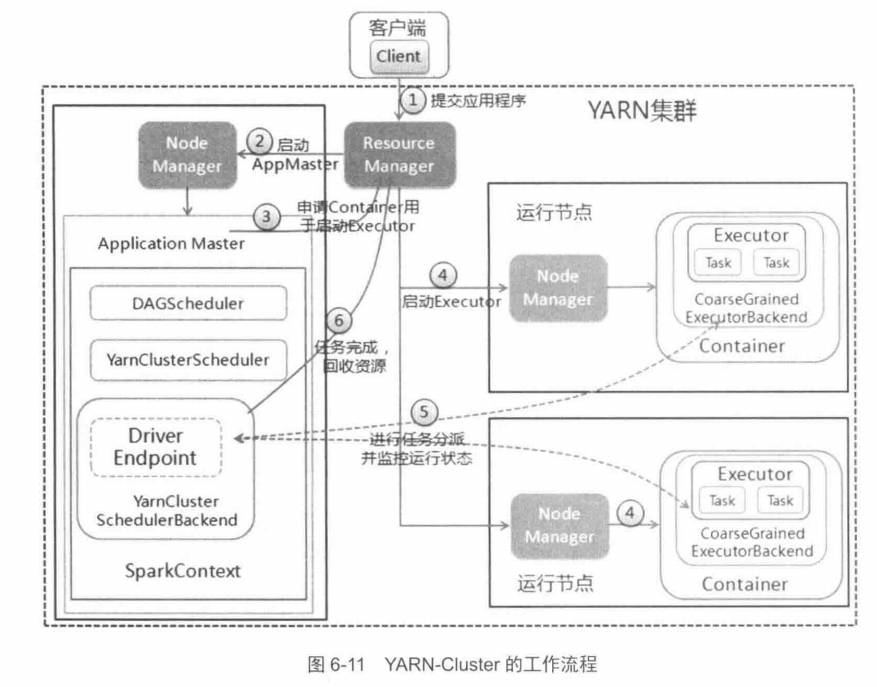 客户端
Client
① 提交应用程序
YARN集群
Node
Manager
② 启动
AppMaster
Resource
Manager
③ 申请Container用
于启动Executor
Application Master
DAGScheduler
YarnClusterScheduler
⑥
任务完成,
回收资源
Driver
Endpoint
YarnCluster
SchedulerBackend
SparkContext
④
启动Executor
运行节点
Node
Manager
Executor
Task Task
CoarseGrained
ExecutorBackend
Container
⑤
进行任务分派
并监控运行状态
Node
Manager
④
运行节点
Executor
Task Task
CoarseGrained
ExecutorBackend
Container
图 6-11 YARN-Cluster 的工作流程